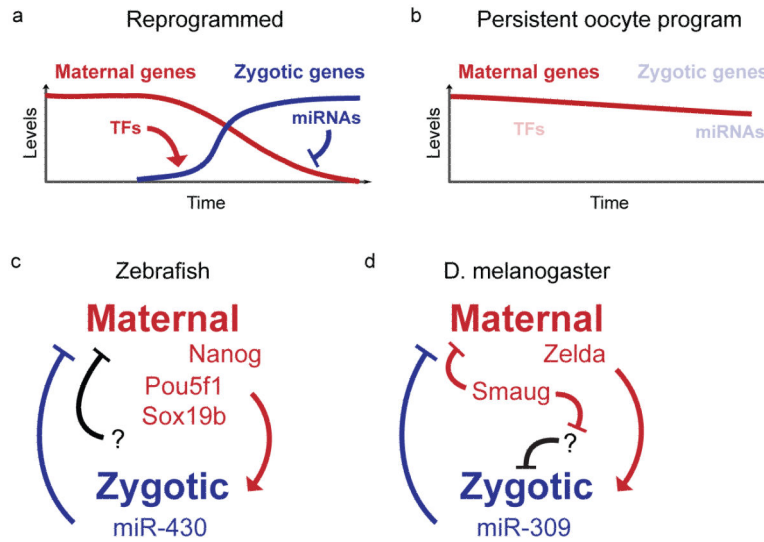 a
Reprogrammed
Maternal genes
Zygotic genes
TFs
miRNAs
Levels
Time
b
Persistent oocyte program
Maternal genes
Zygotic genes
TFs
miRNAs
Levels
Time
c
Zebrafish
Maternal
Nanog
Pou5f1
Sox19b
?
Zygotic
miR-430
d
D. melanogaster
Maternal
Zelda
Smaug
?
Zygotic
miR-309